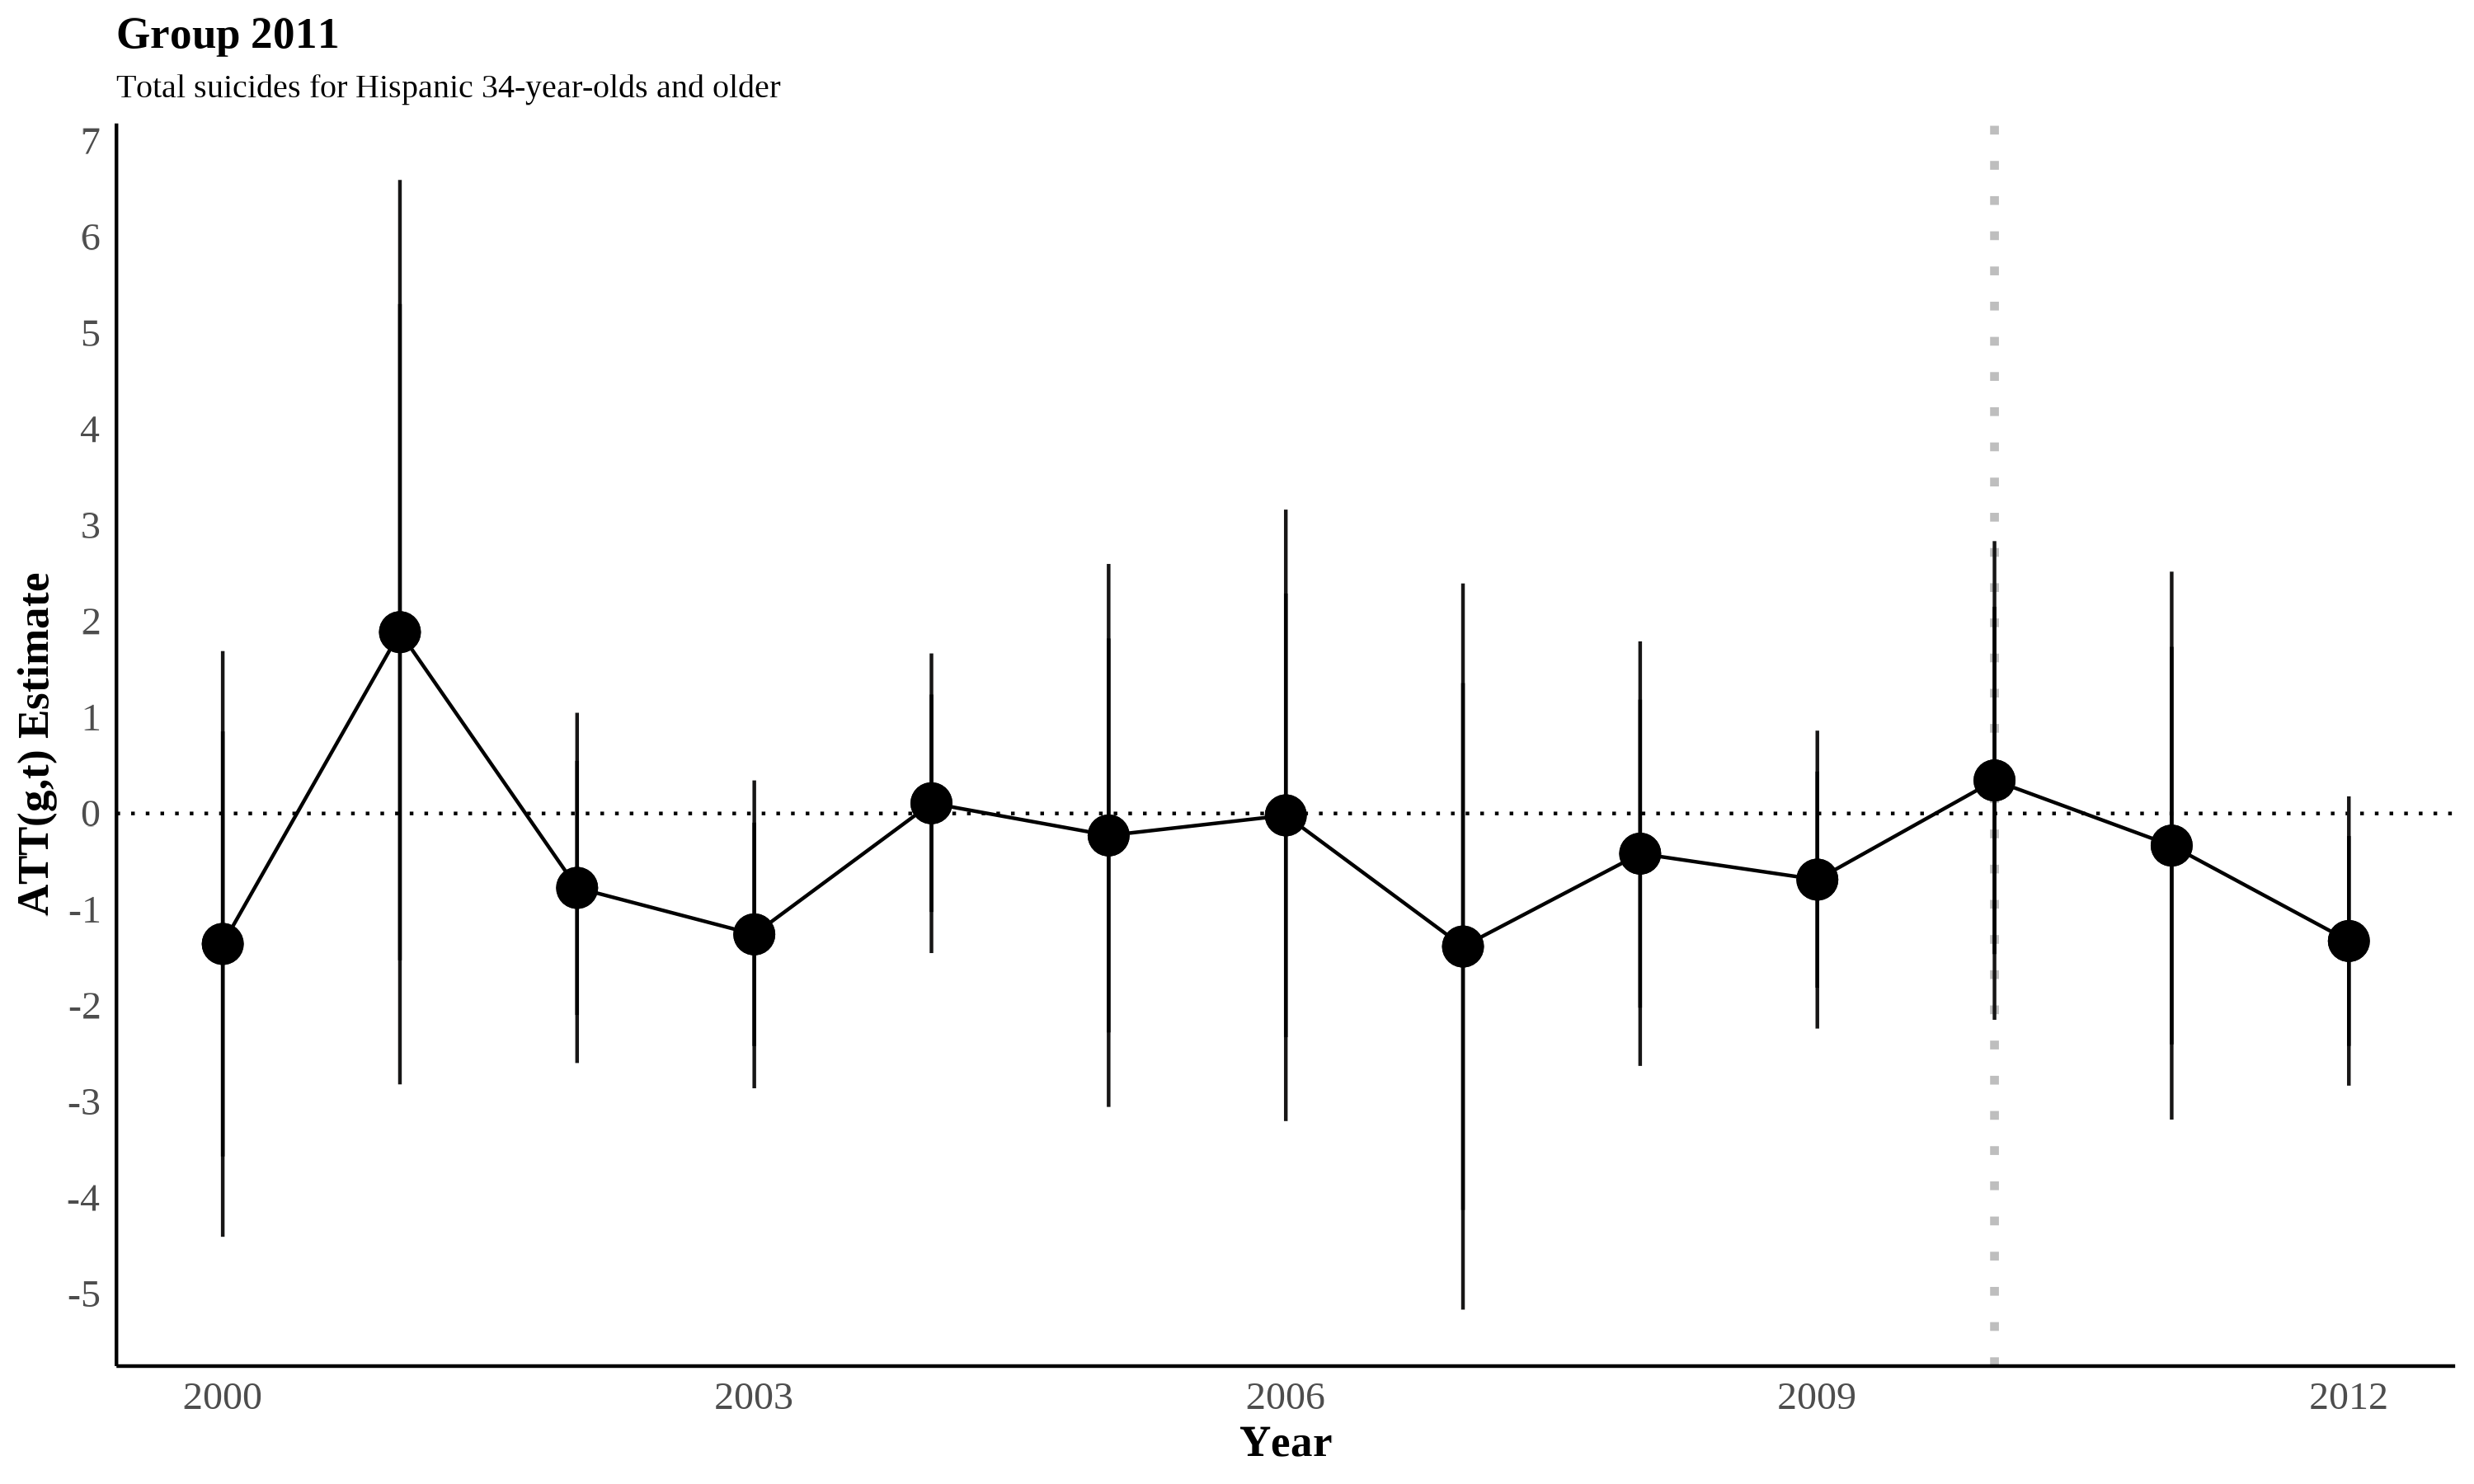 Group 2011
Total suicides for Hispanic 34-year-olds and older
ATT(g,t) Estimate
7
6
5
4
3
2
1
0
-1
-2
-3
-4
-5
2000 2003 2006 2009 2012
Year